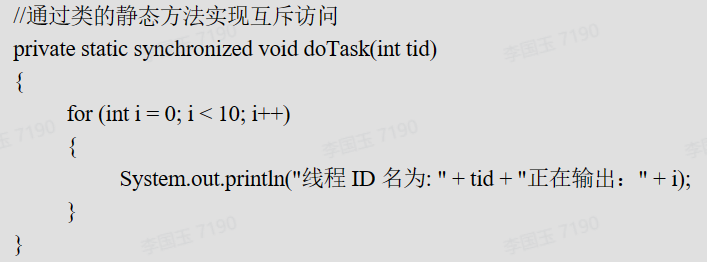 //通过类的静态方法实现互斥访问
private static synchronized void doTask(int tid)
{
for (int i = 0; i < 10; i++)
{
System.out.println("线程 ID 名为: " + tid + "正在输出：" + i);
}
}
李国玉 7190
李国玉 7190
李国玉 7190
李国玉 7190
李国玉 7190